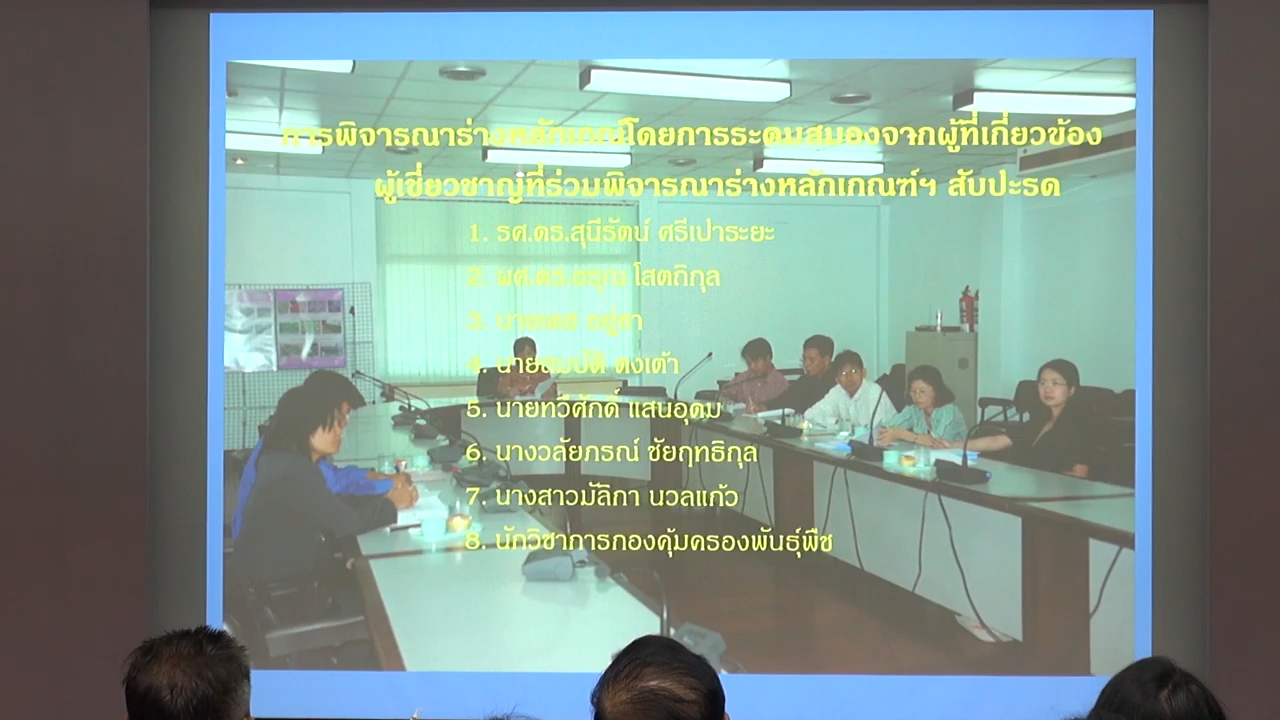 การพิจารณาร่างหลักเกณฑ์โดยการระดมสมองจากผู้ที่เกี่ยวข้อง
ผู้เชี่ยวชาญที่ร่วมพิจารณาร่างหลักเกณฑ์ฯ สับปะรด
1. รศ.ดร.สุนีรัตน์ ศรีเปาระยะ
2. ผศ.ดร.จรูญ โสตถิกุล
3.
4. นายสมบัติ ตงเต้า
5. นายทวีศักดิ์ แสนอุดม
6. นางวลัยภรณ์ ชัยฤทธิกุล
7. นางสาวมัลิกา นวลแก้ว
8. นักวิชาการกองคุ้มครองพันธุ์พืช